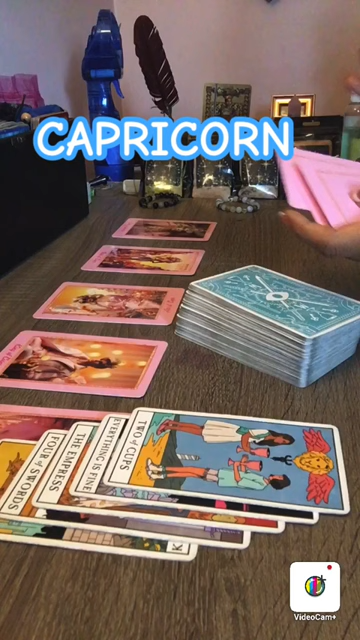 CAPRICORN
TWO of CUPS
EVERYTHING IS FINE
THE EMPRESS
FOUR of SWORDS
K
VideoCam+